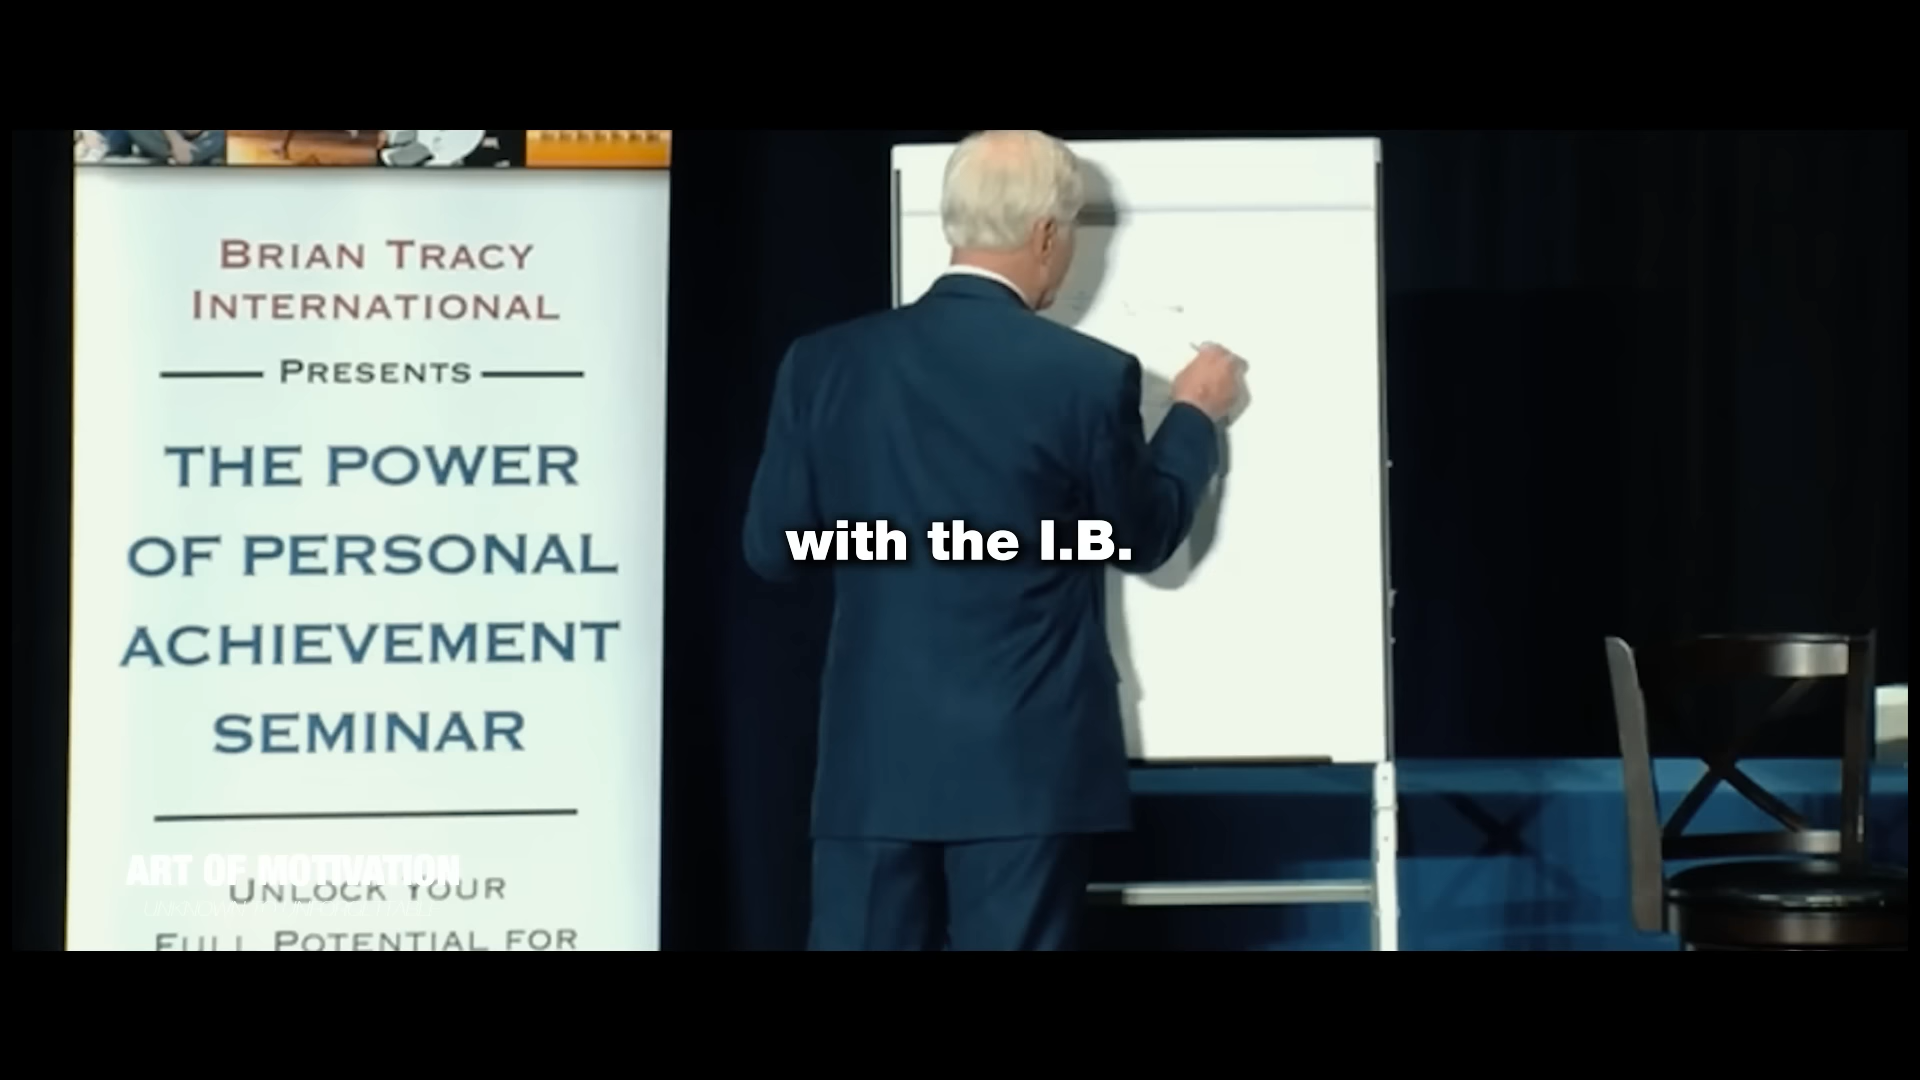 BRIAN TRACY
INTERNATIONAL
PRESENTS
THE POWER
OF PERSONAL
ACHIEVEMENT
SEMINAR
ART OF MOTIVATION
UNLOCK YOUR
FULL POTENTIAL FOR
with the I.B.